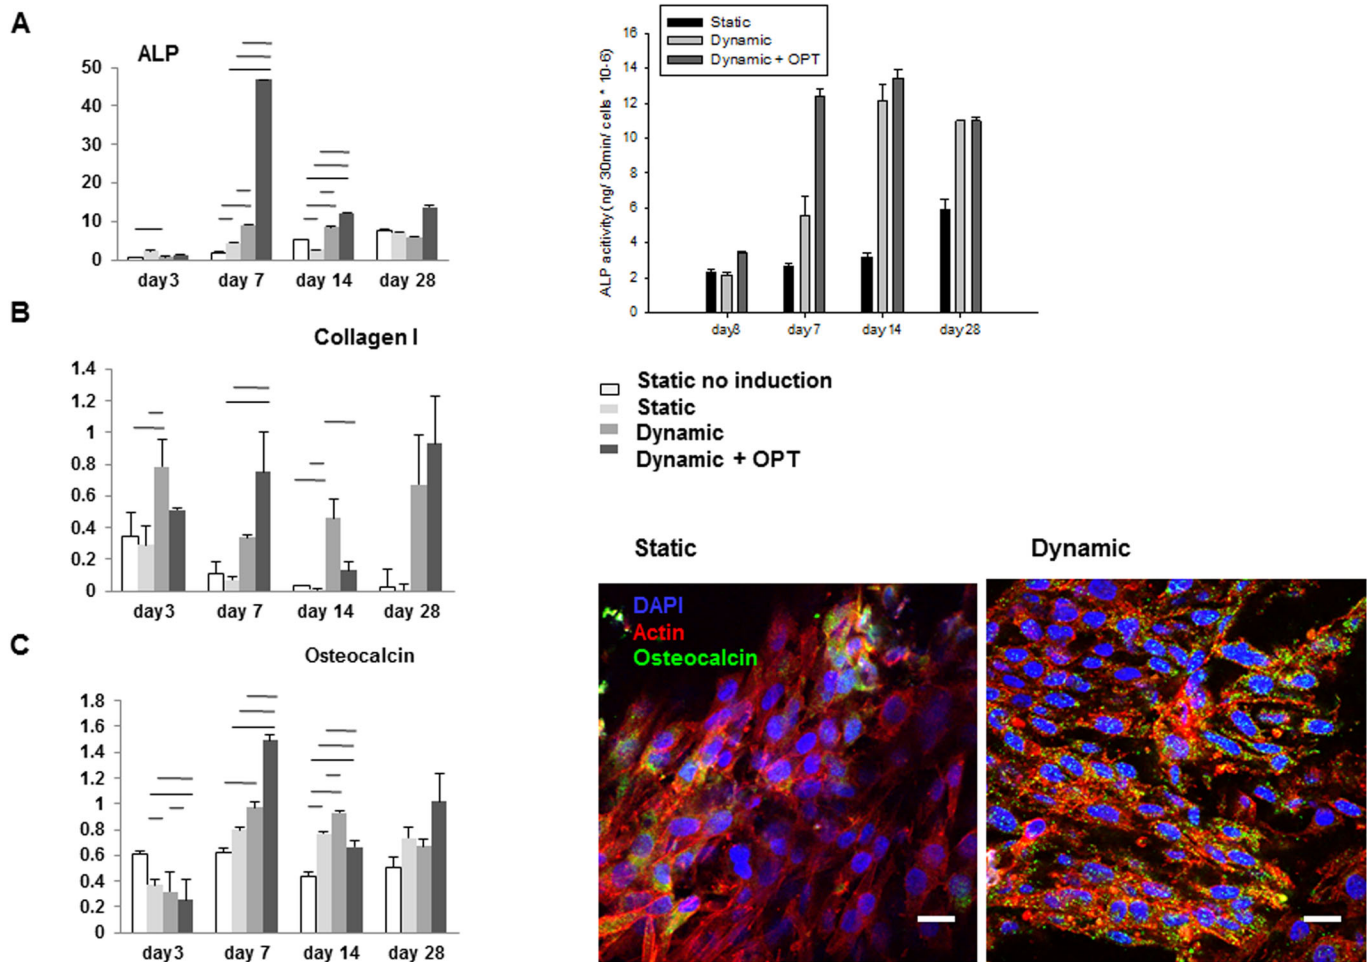 A
ALP
50
40
30
20
10
0
day3
day 7
day 14
day 28
Static
Dynamic
Dynamic + OPT
ALP acitivity ( ng/ 30min/ cells * 10-6)
16
14
12
10
8
6
4
2
0
day8
day 7
day 14
day 28
B
Collagen I
1.4
1.2
1
0.8
0.6
0.4
0.2
0
day3
day 7
day 14
day 28
Static no induction
Static
Dynamic
Dynamic + OPT
C
Osteocalcin
1.8
1.6
1.4
1.2
1
0.8
0.6
0.4
0.2
0
day3
day 7
day 14
day 28
Static
Dynamic
DAPI
Actin
Osteocalcin